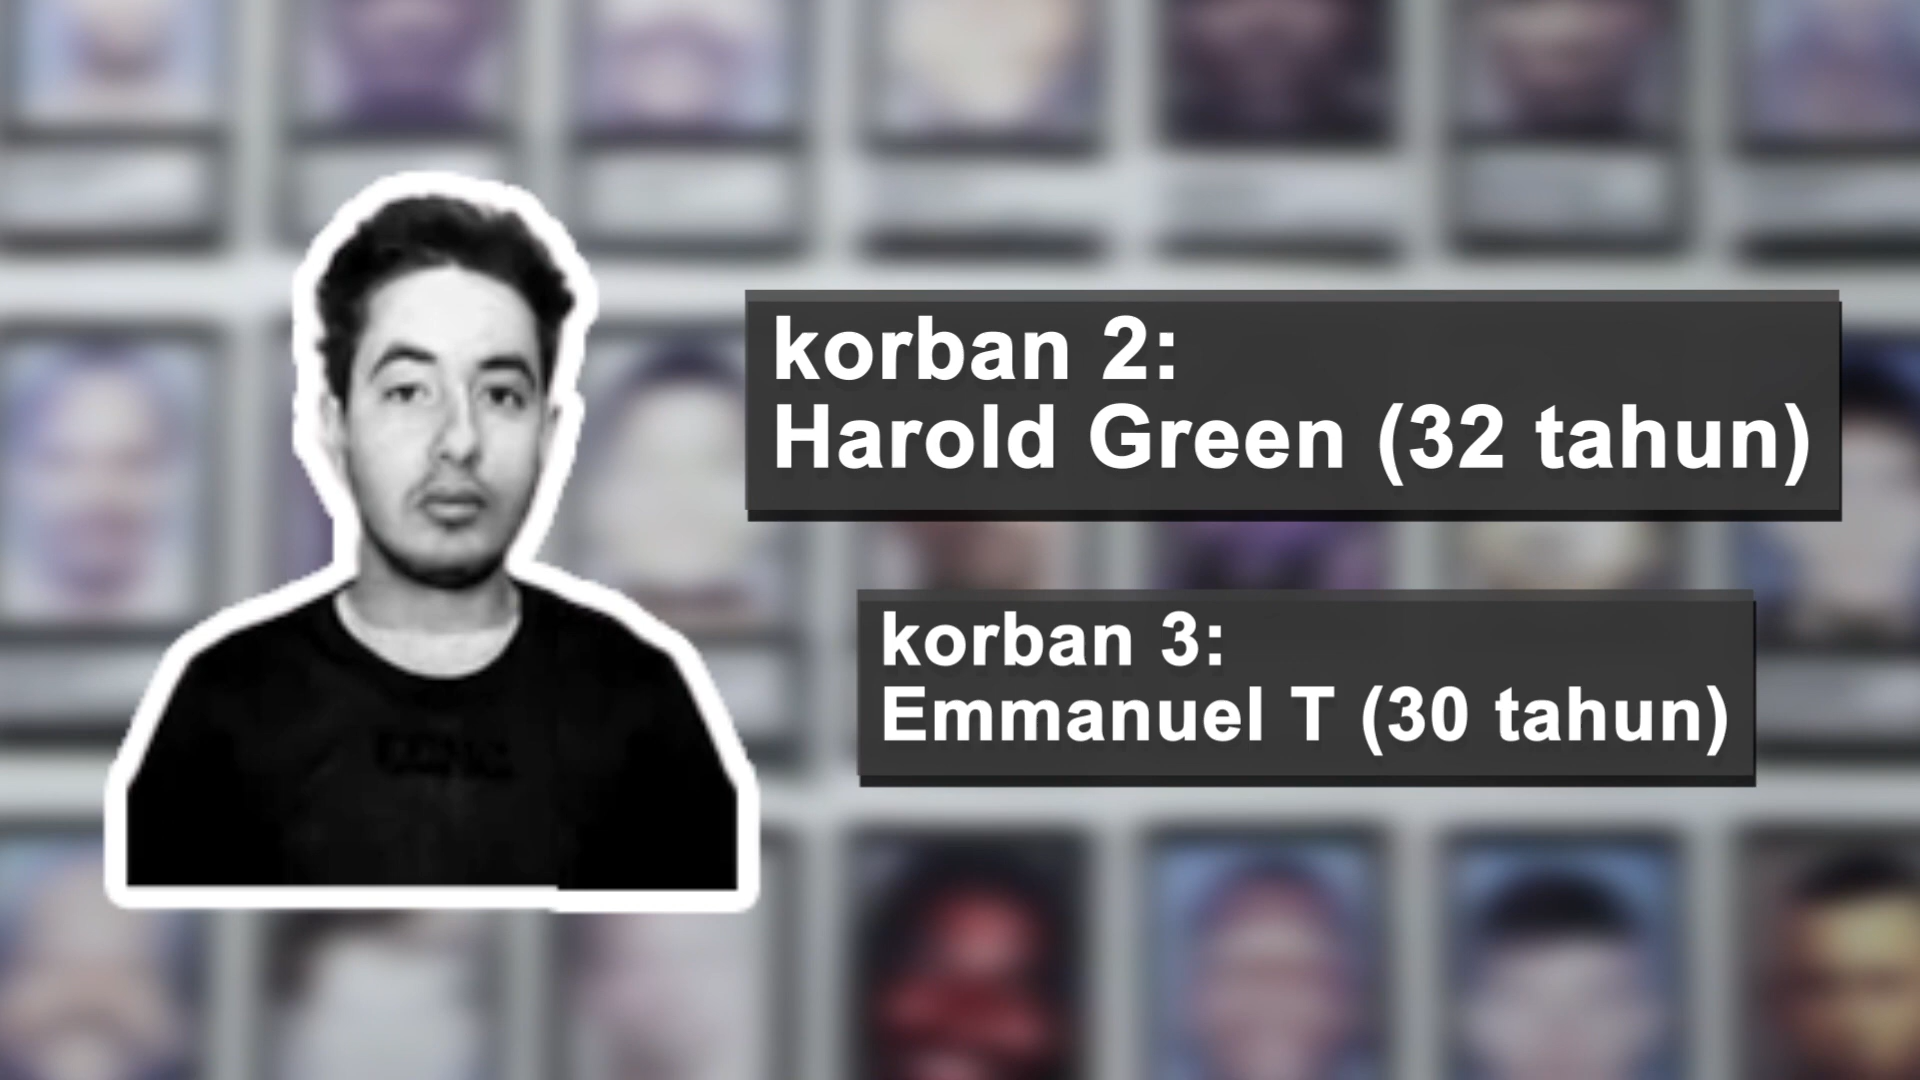 korban 2:
Harold Green (32 tahun)
korban 3:
Emmanuel T (30 tahun)